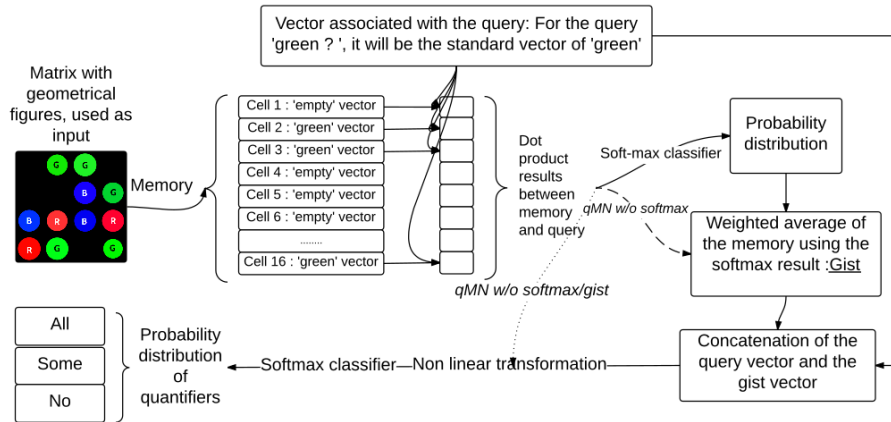 Vector associated with the query: For the query
'green ? ', it will be the standard vector of 'green'
Matrix with
geometrical
figures, used as
input
G G
B G
B R B R
R G G
Memory
Cell 1 : 'empty' vector
Cell 2 : 'green' vector
Cell 3 : 'green' vector
Cell 4 : 'empty' vector
Cell 5 : 'empty' vector
Cell 6 : 'empty' vector
........
Cell 16 : 'green' vector
Dot
product
results
between
memory
and query
Soft-max classifier
qMN w/o softmax
qMN w/o softmax/gist
Probability
distribution
Weighted average of
the memory using the
softmax result :Gist
Concatenation of the
query vector and the
gist vector
Non linear transformation
Softmax classifier
Probability
distribution
of
quantifiers
All
Some
No